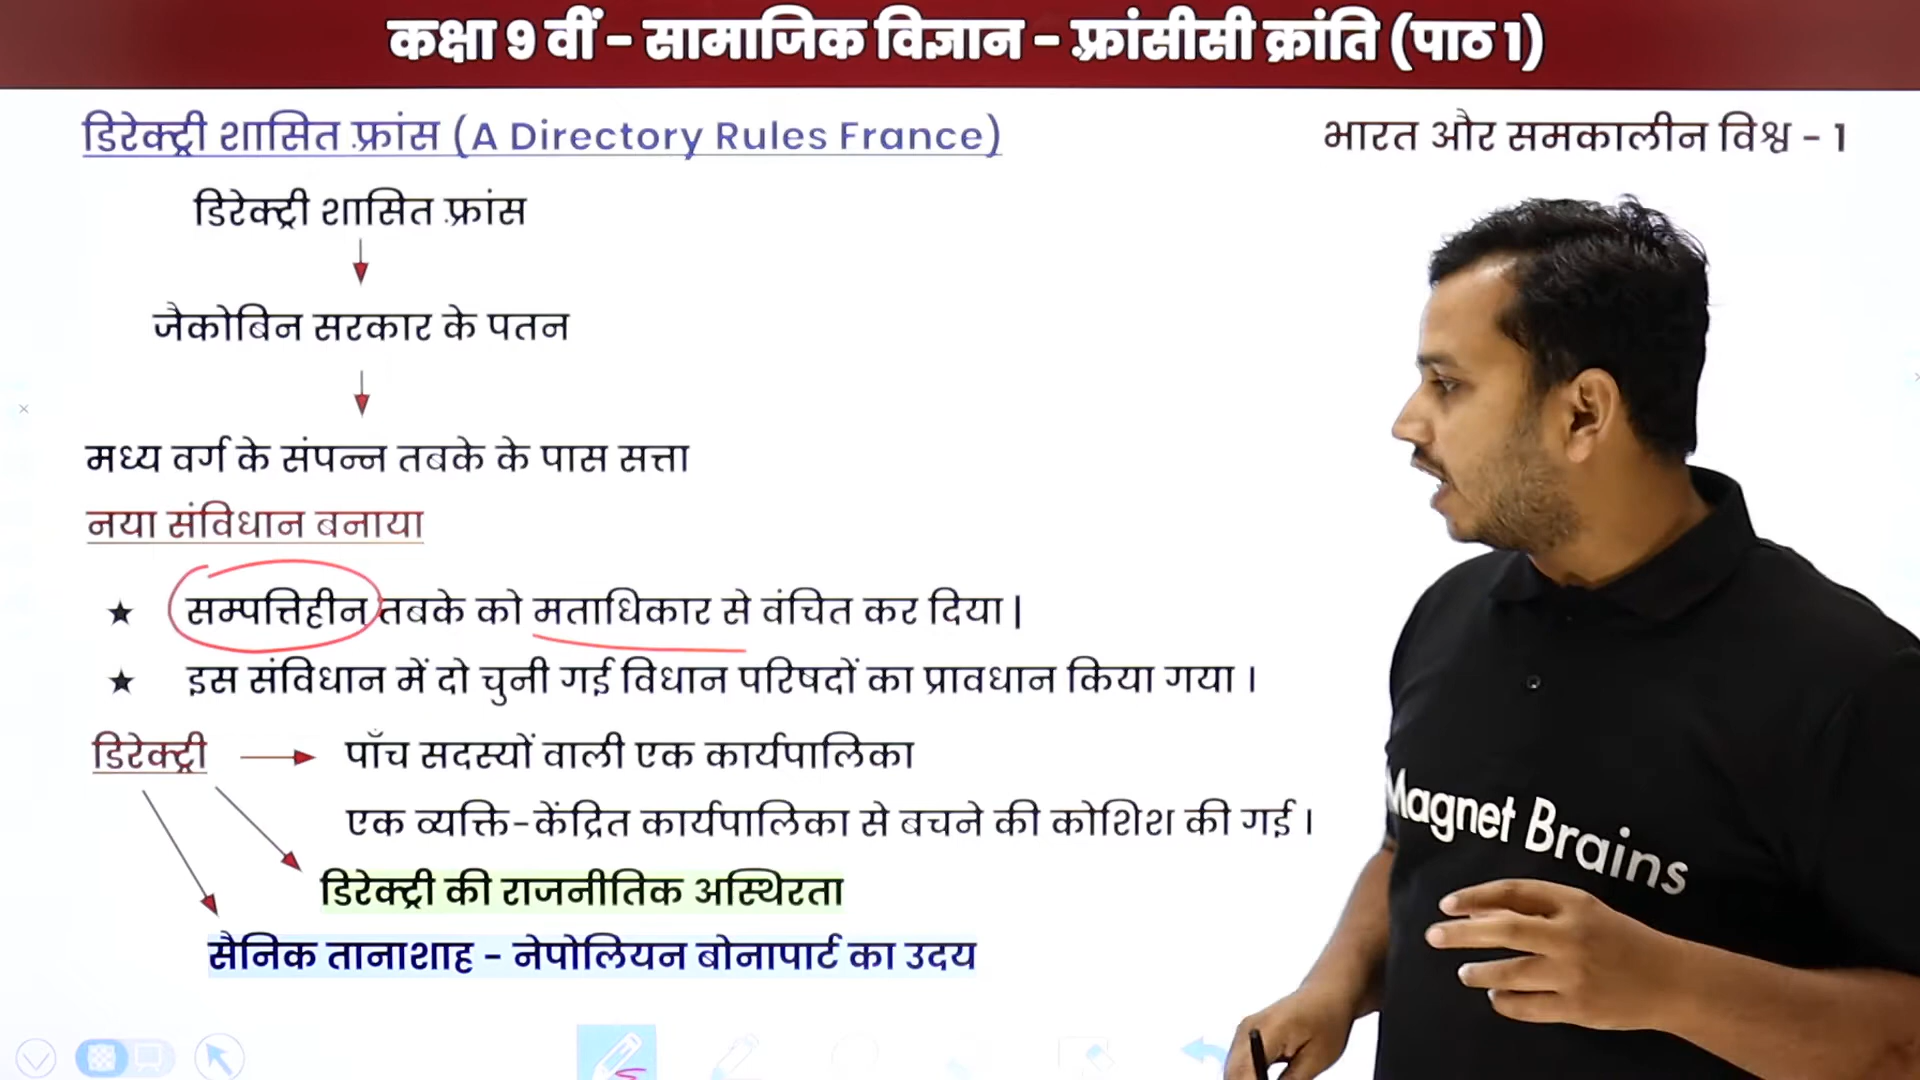 कक्षा 9 वीं - सामाजिक विज्ञान - फ़्रांसीसी क्रांति (पाठ 1)
डिरेक्ट्री शासित फ़्रांस (A Directory Rules France)
भारत और समकालीन विश्व - 1
डिरेक्ट्री शासित फ़्रांस
जैकोबिन सरकार के पतन
मध्य वर्ग के संपन्न तबके के पास सत्ता
नया संविधान बनाया
★ सम्पत्तिहीन तबके को मताधिकार से वंचित कर दिया |
★ इस संविधान में दो चुनी गई विधान परिषदों का प्रावधान किया गया ।
डिरेक्ट्री → पाँच सदस्यों वाली एक कार्यपालिका
एक व्यक्ति-केंद्रित कार्यपालिका से बचने की कोशिश की गई ।
डिरेक्ट्री की राजनीतिक अस्थिरता
सैनिक तानाशाह - नेपोलियन बोनापार्ट का उदय
Magnet Brains